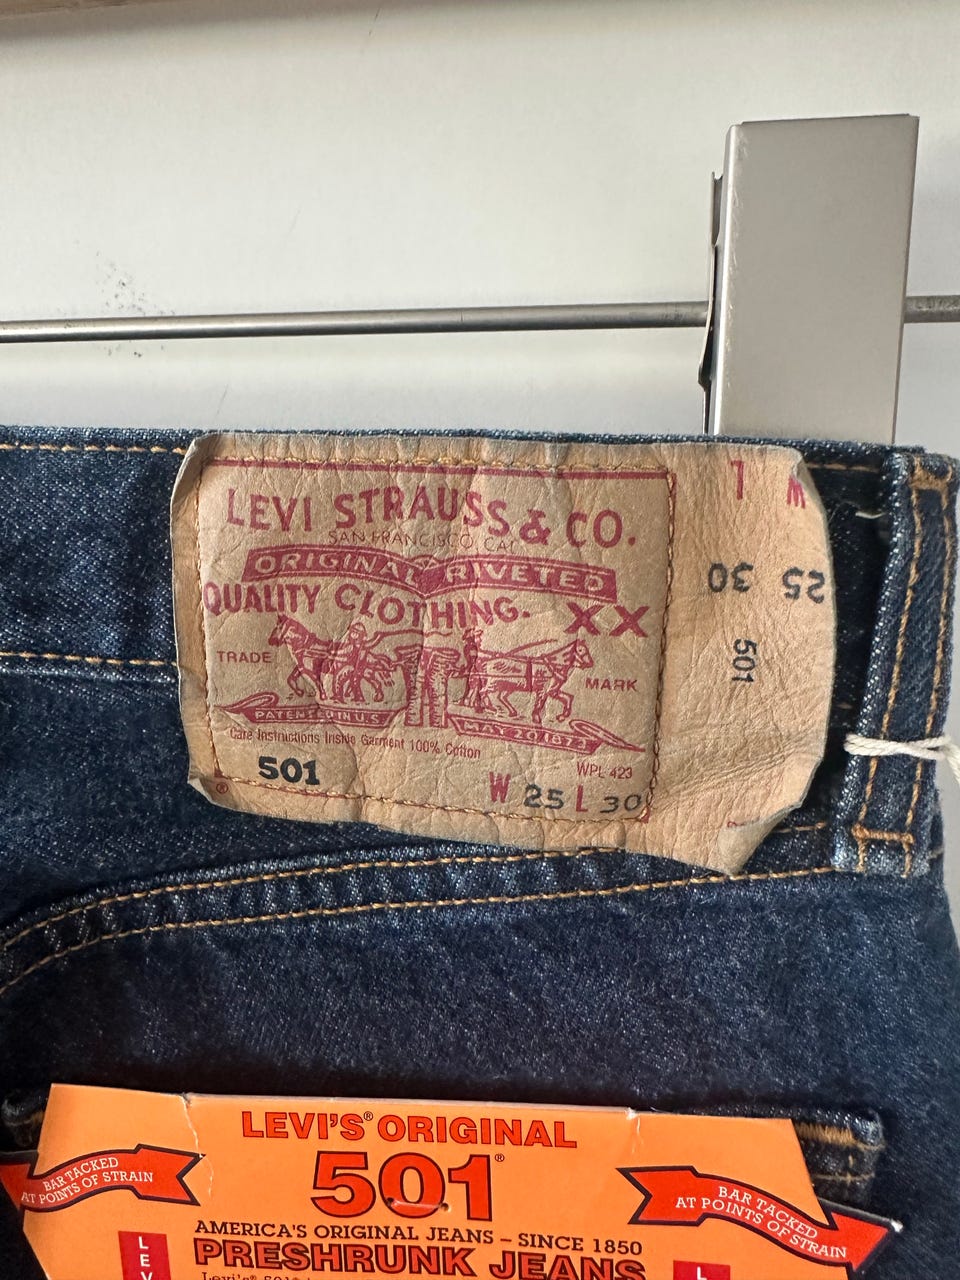 LEVI STRAUSS & CO.
SAN FRANCISCO, CAL
ORIGINAL RIVETED
QUALITY CLOTHING. XX
TRADE MARK
PATENTED IN U.S. MAY 20 1873
Care Instructions Inside Garment 100% Cotton
WPL 423
501
W 25 L 30
®
L W
30 25
501
LEVI'S® ORIGINAL
501®
BAR TACKED
AT POINTS OF STRAIN
BAR TACKED
AT POINTS OF STRAIN
AMERICA'S ORIGINAL JEANS – SINCE 1850
PRESHRUNK JEANS
Levi's® 501®
L
E
V
L